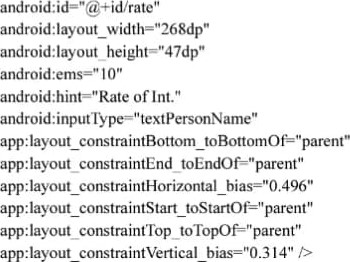 android:id="@+id/rate"
android:layout_width="268dp"
android:layout_height="47dp"
android:ems="10"
android:hint="Rate of Int."
android:inputType="textPersonName"
app:layout_constraintBottom_toBottomOf="parent"
app:layout_constraintEnd_toEndOf="parent"
app:layout_constraintHorizontal_bias="0.496"
app:layout_constraintStart_toStartOf="parent"
app:layout_constraintTop_toTopOf="parent"
app:layout_constraintVertical_bias="0.314" />